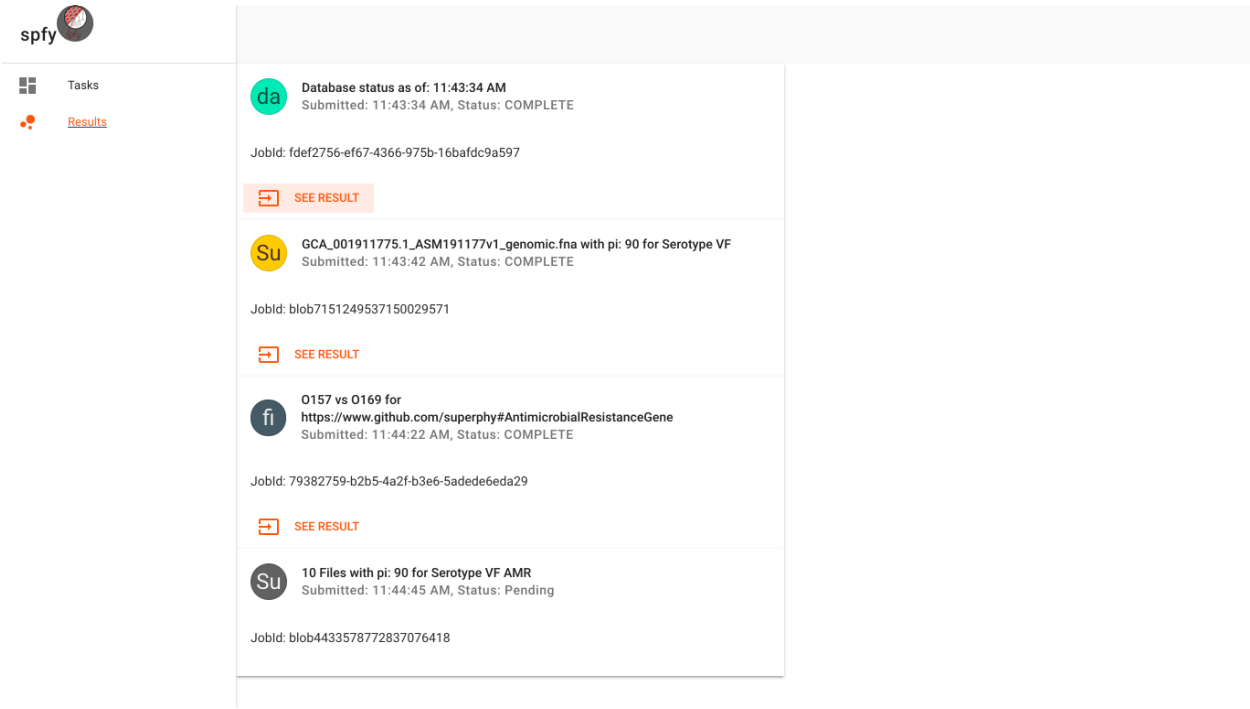 spfy
Tasks
Results
da
Database status as of: 11:43:34 AM
Submitted: 11:43:34 AM, Status: COMPLETE
JobId: fdef2756-ef67-4366-975b-16bafdc9a597
SEE RESULT
Su
GCA_001911775.1_ASM191177v1_genomic.fna with pi: 90 for Serotype VF
Submitted: 11:43:42 AM, Status: COMPLETE
JobId: blob7151249537150029571
SEE RESULT
fi
O157 vs O169 for
https://www.github.com/superphy#AntimicrobialResistanceGene
Submitted: 11:44:22 AM, Status: COMPLETE
JobId: 79382759-b2b5-4a2f-b3e6-5adede6eda29
SEE RESULT
Su
10 Files with pi: 90 for Serotype VF AMR
Submitted: 11:44:45 AM, Status: Pending
JobId: blob4433578772837076418